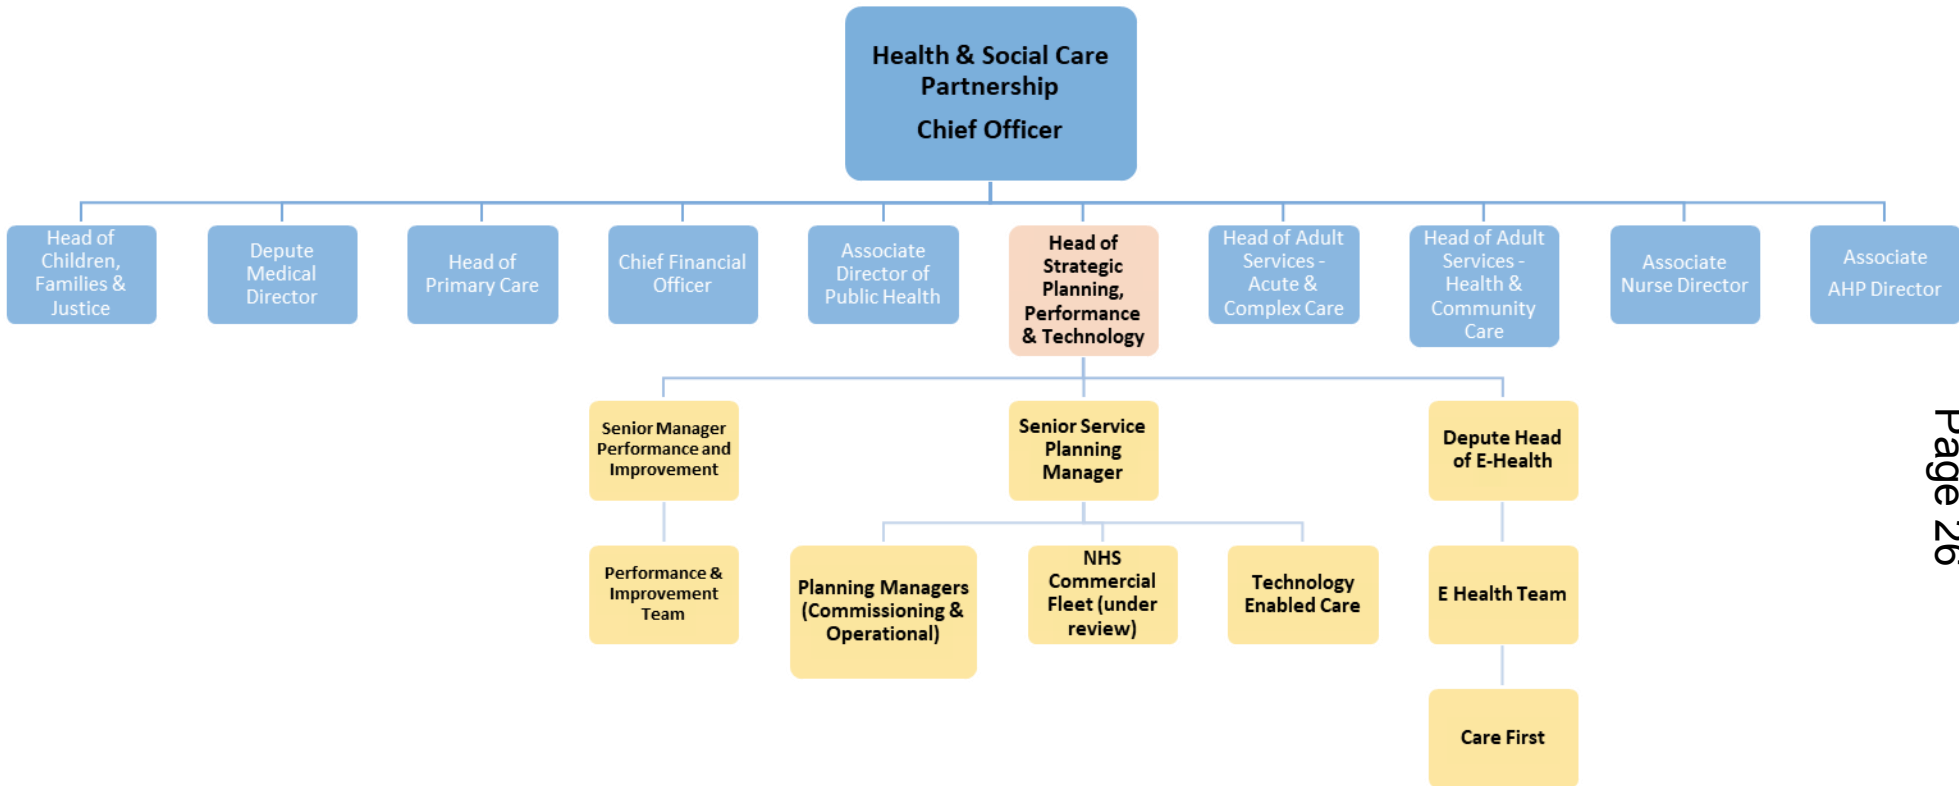 Health & Social Care
Partnership
Chief Officer
Head of
Children,
Families &
Justice
Depute
Medical
Director
Head of
Primary Care
Chief Financial
Officer
Associate
Director of
Public Health
Head of
Strategic
Planning,
Performance
& Technology
Head of Adult
Services -
Acute &
Complex Care
Head of Adult
Services -
Health &
Community
Care
Associate
Nurse Director
Associate
AHP Director
Senior Manager
Performance and
Improvement
Senior Service
Planning
Manager
Depute Head
of E-Health
Performance &
Improvement
Team
Planning Managers
(Commissioning &
Operational)
NHS
Commercial
Fleet (under
review)
Technology
Enabled Care
E Health Team
Care First
Page 26